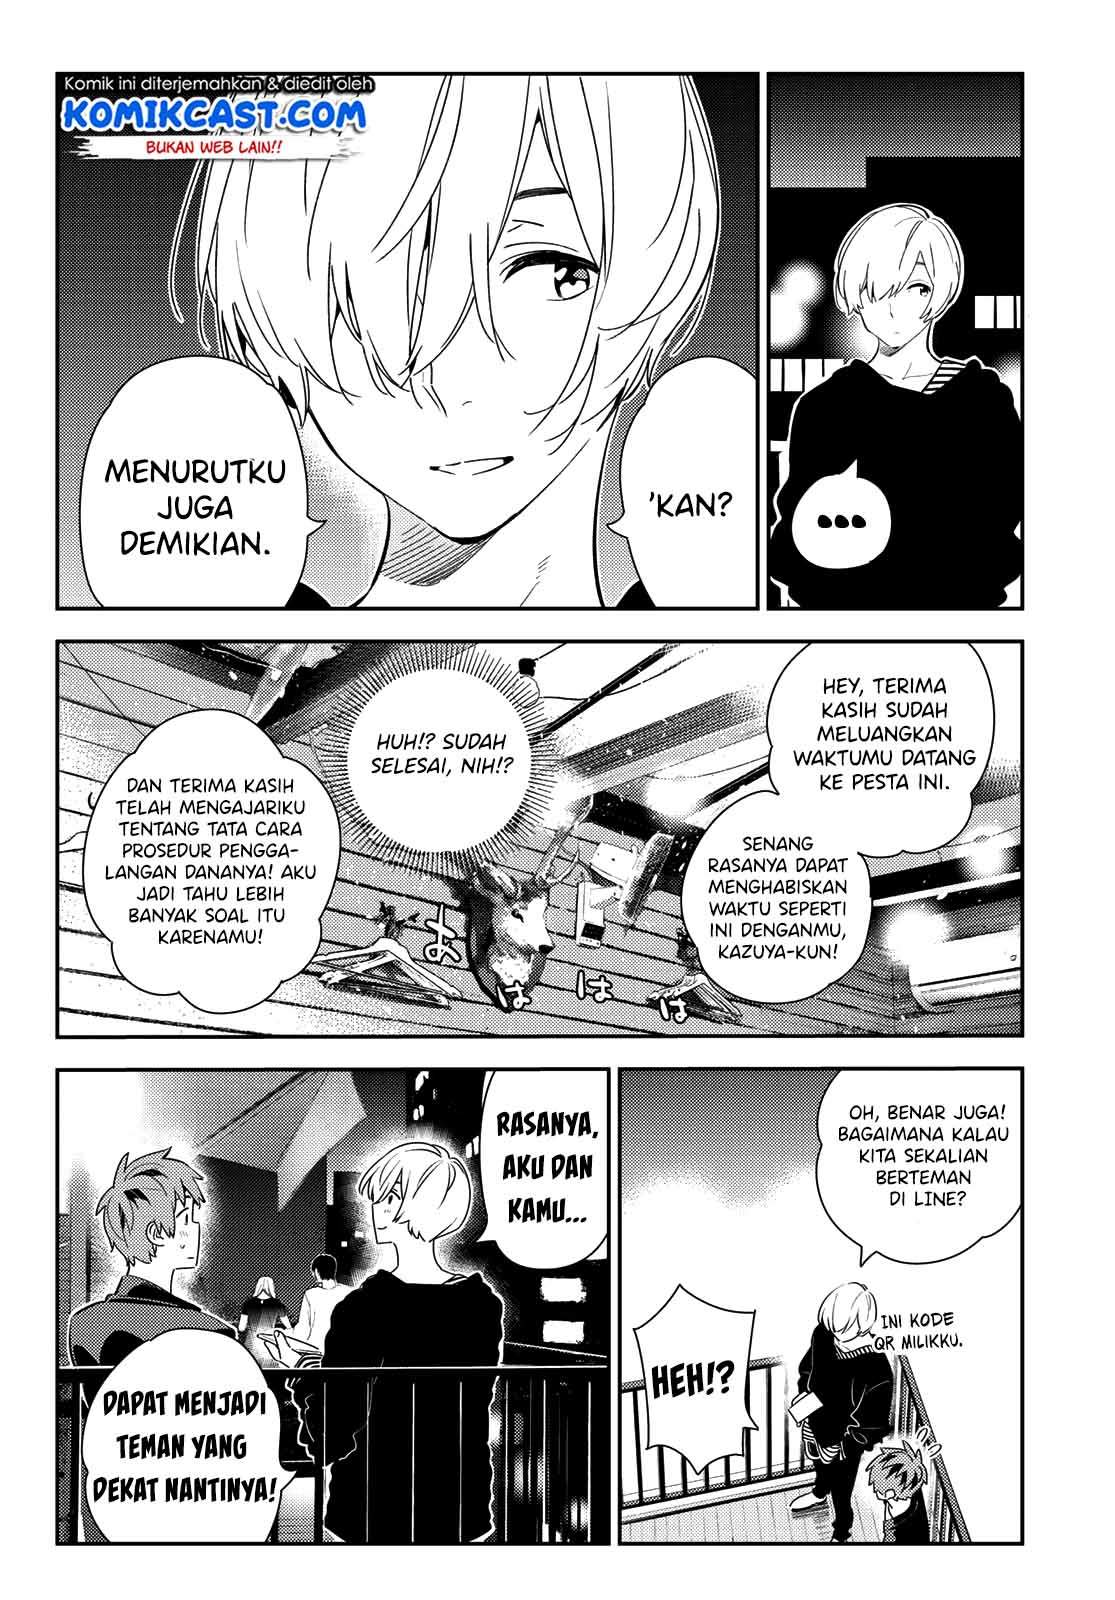 Komik ini diterjemahkan & diedit oleh
KOMIKCAST.COM
BUKAN WEB LAIN!!
...
'KAN?
MENURUTKU
JUGA
DEMIKIAN.
HEY, TERIMA
KASIH SUDAH
MELUANGKAN
WAKTUMU DATANG
KE PESTA INI.
SENANG
RASANYA DAPAT
MENGHABISKAN
WAKTU SEPERTI
INI DENGANMU,
KAZUYA-KUN!
HUH!? SUDAH
SELESAI, NIH!?
DAN TERIMA KASIH
TELAH MENGAJARIKU
TENTANG TATA CARA
PROSEDUR PENGGA-
LANGAN DANANYA! AKU
JADI TAHU LEBIH
BANYAK SOAL ITU
KARENAMU!
は
は
は
は
OH, BENAR JUGA!
BAGAIMANA KALAU
KITA SEKALIAN
BERTEMAN
DI LINE?
INI KODE
QR MILIKKU.
HEH!?
RASANYA,
AKU DAN
KAMU...
DAPAT MENJADI
TEMAN YANG
DEKAT NANTINYA!